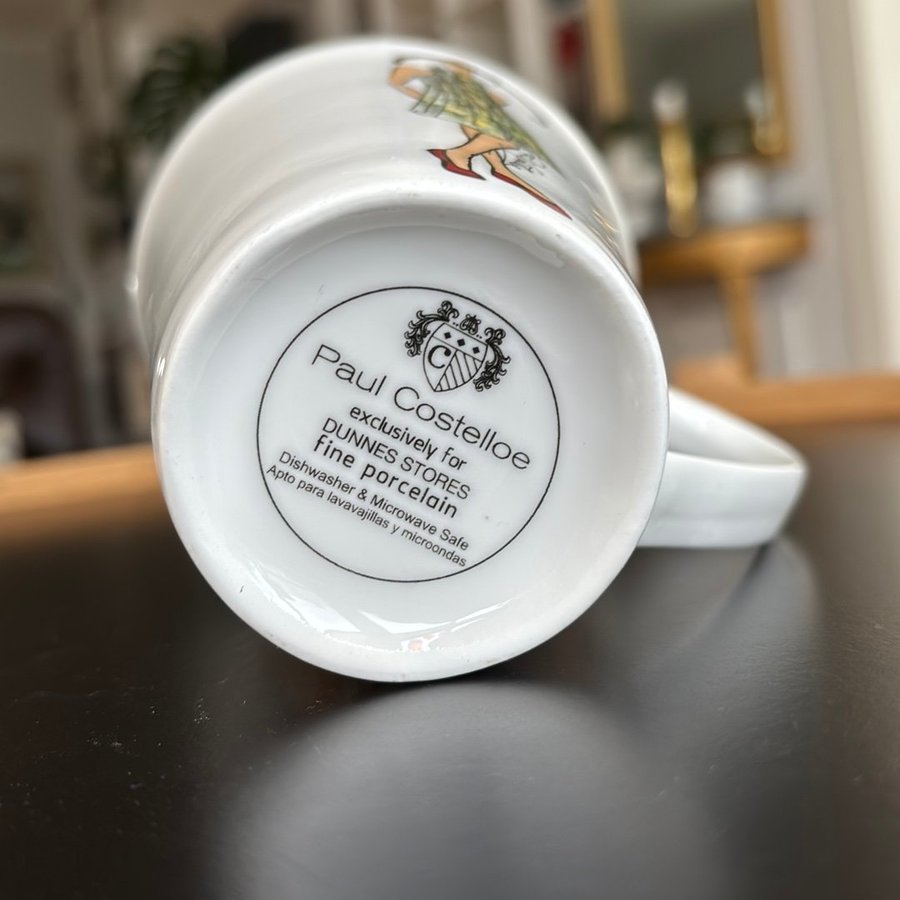 C
Paul Costelloe
exclusively for
DUNNES STORES
fine porcelain
Dishwasher & Microwave Safe
Apto para lavavajillas y microondas